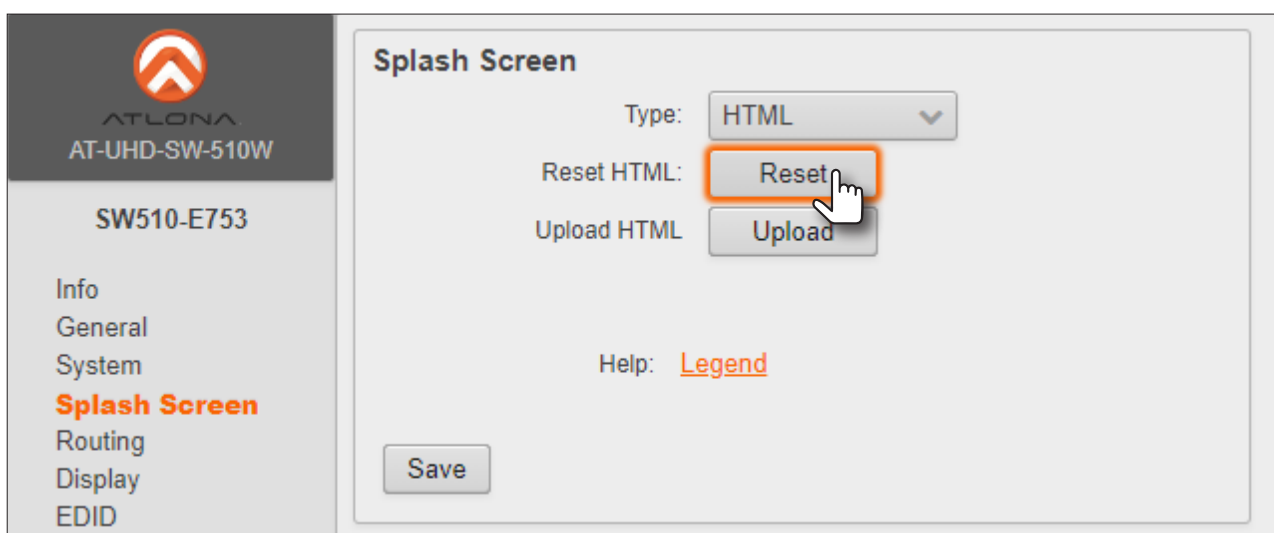 ATLONA
AT-UHD-SW-510W
SW510-E753
Info
General
System
Splash Screen
Routing
Display
EDID
Splash Screen
Type: HTML
Reset HTML: Reset
Upload HTML Upload
Help: Legend
Save